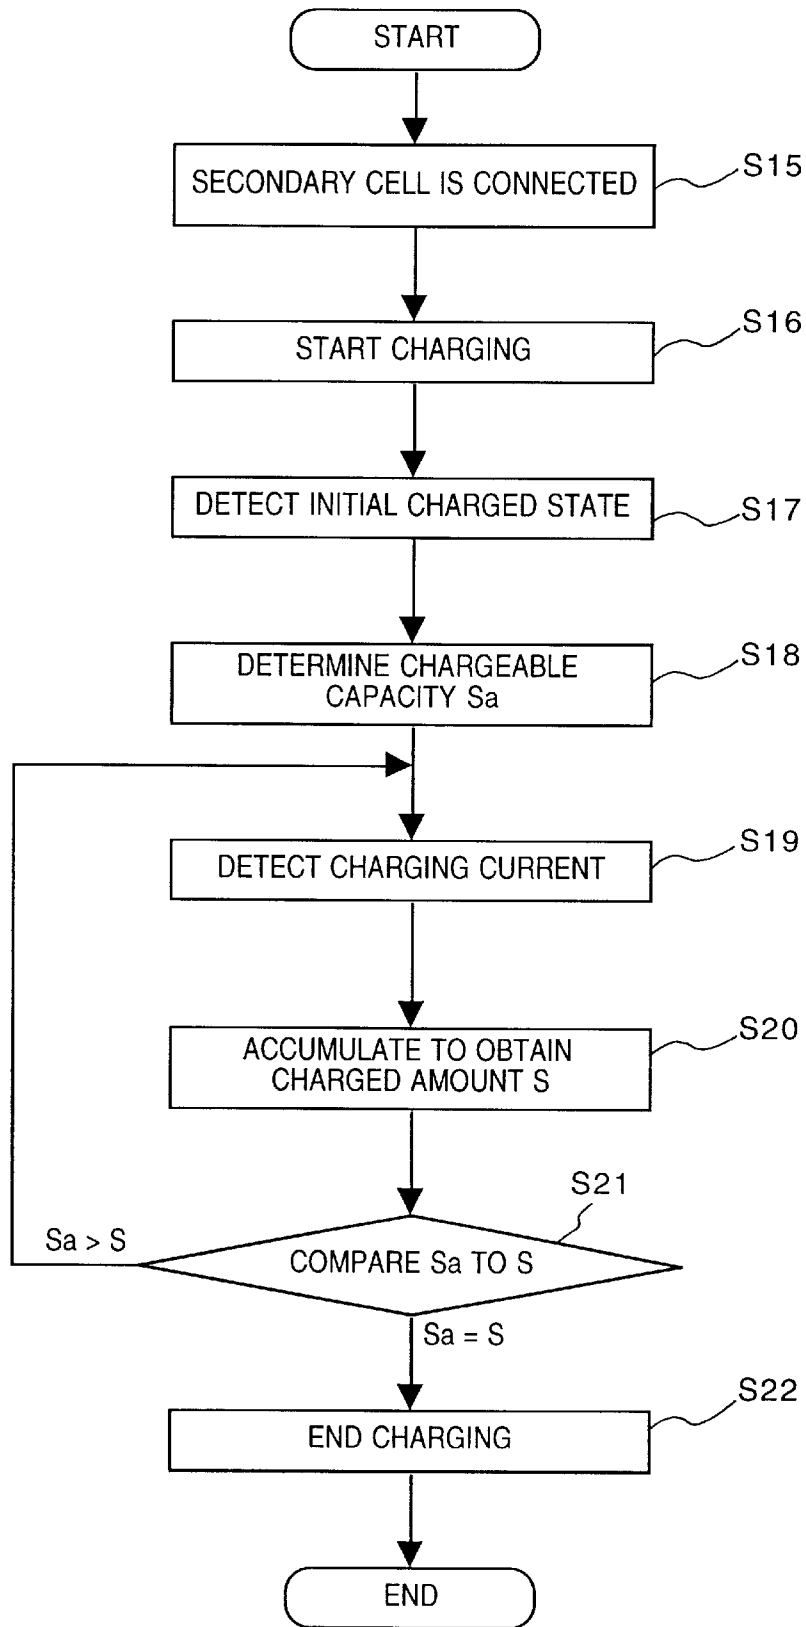 START
SECONDARY CELL IS CONNECTED
S15
START CHARGING
S16
DETECT INITIAL CHARGED STATE
S17
DETERMINE CHARGEABLE
CAPACITY Sa
S18
DETECT CHARGING CURRENT
S19
ACCUMULATE TO OBTAIN
CHARGED AMOUNT S
S20
S21
Sa > S
COMPARE Sa TO S
Sa = S
END CHARGING
S22
END